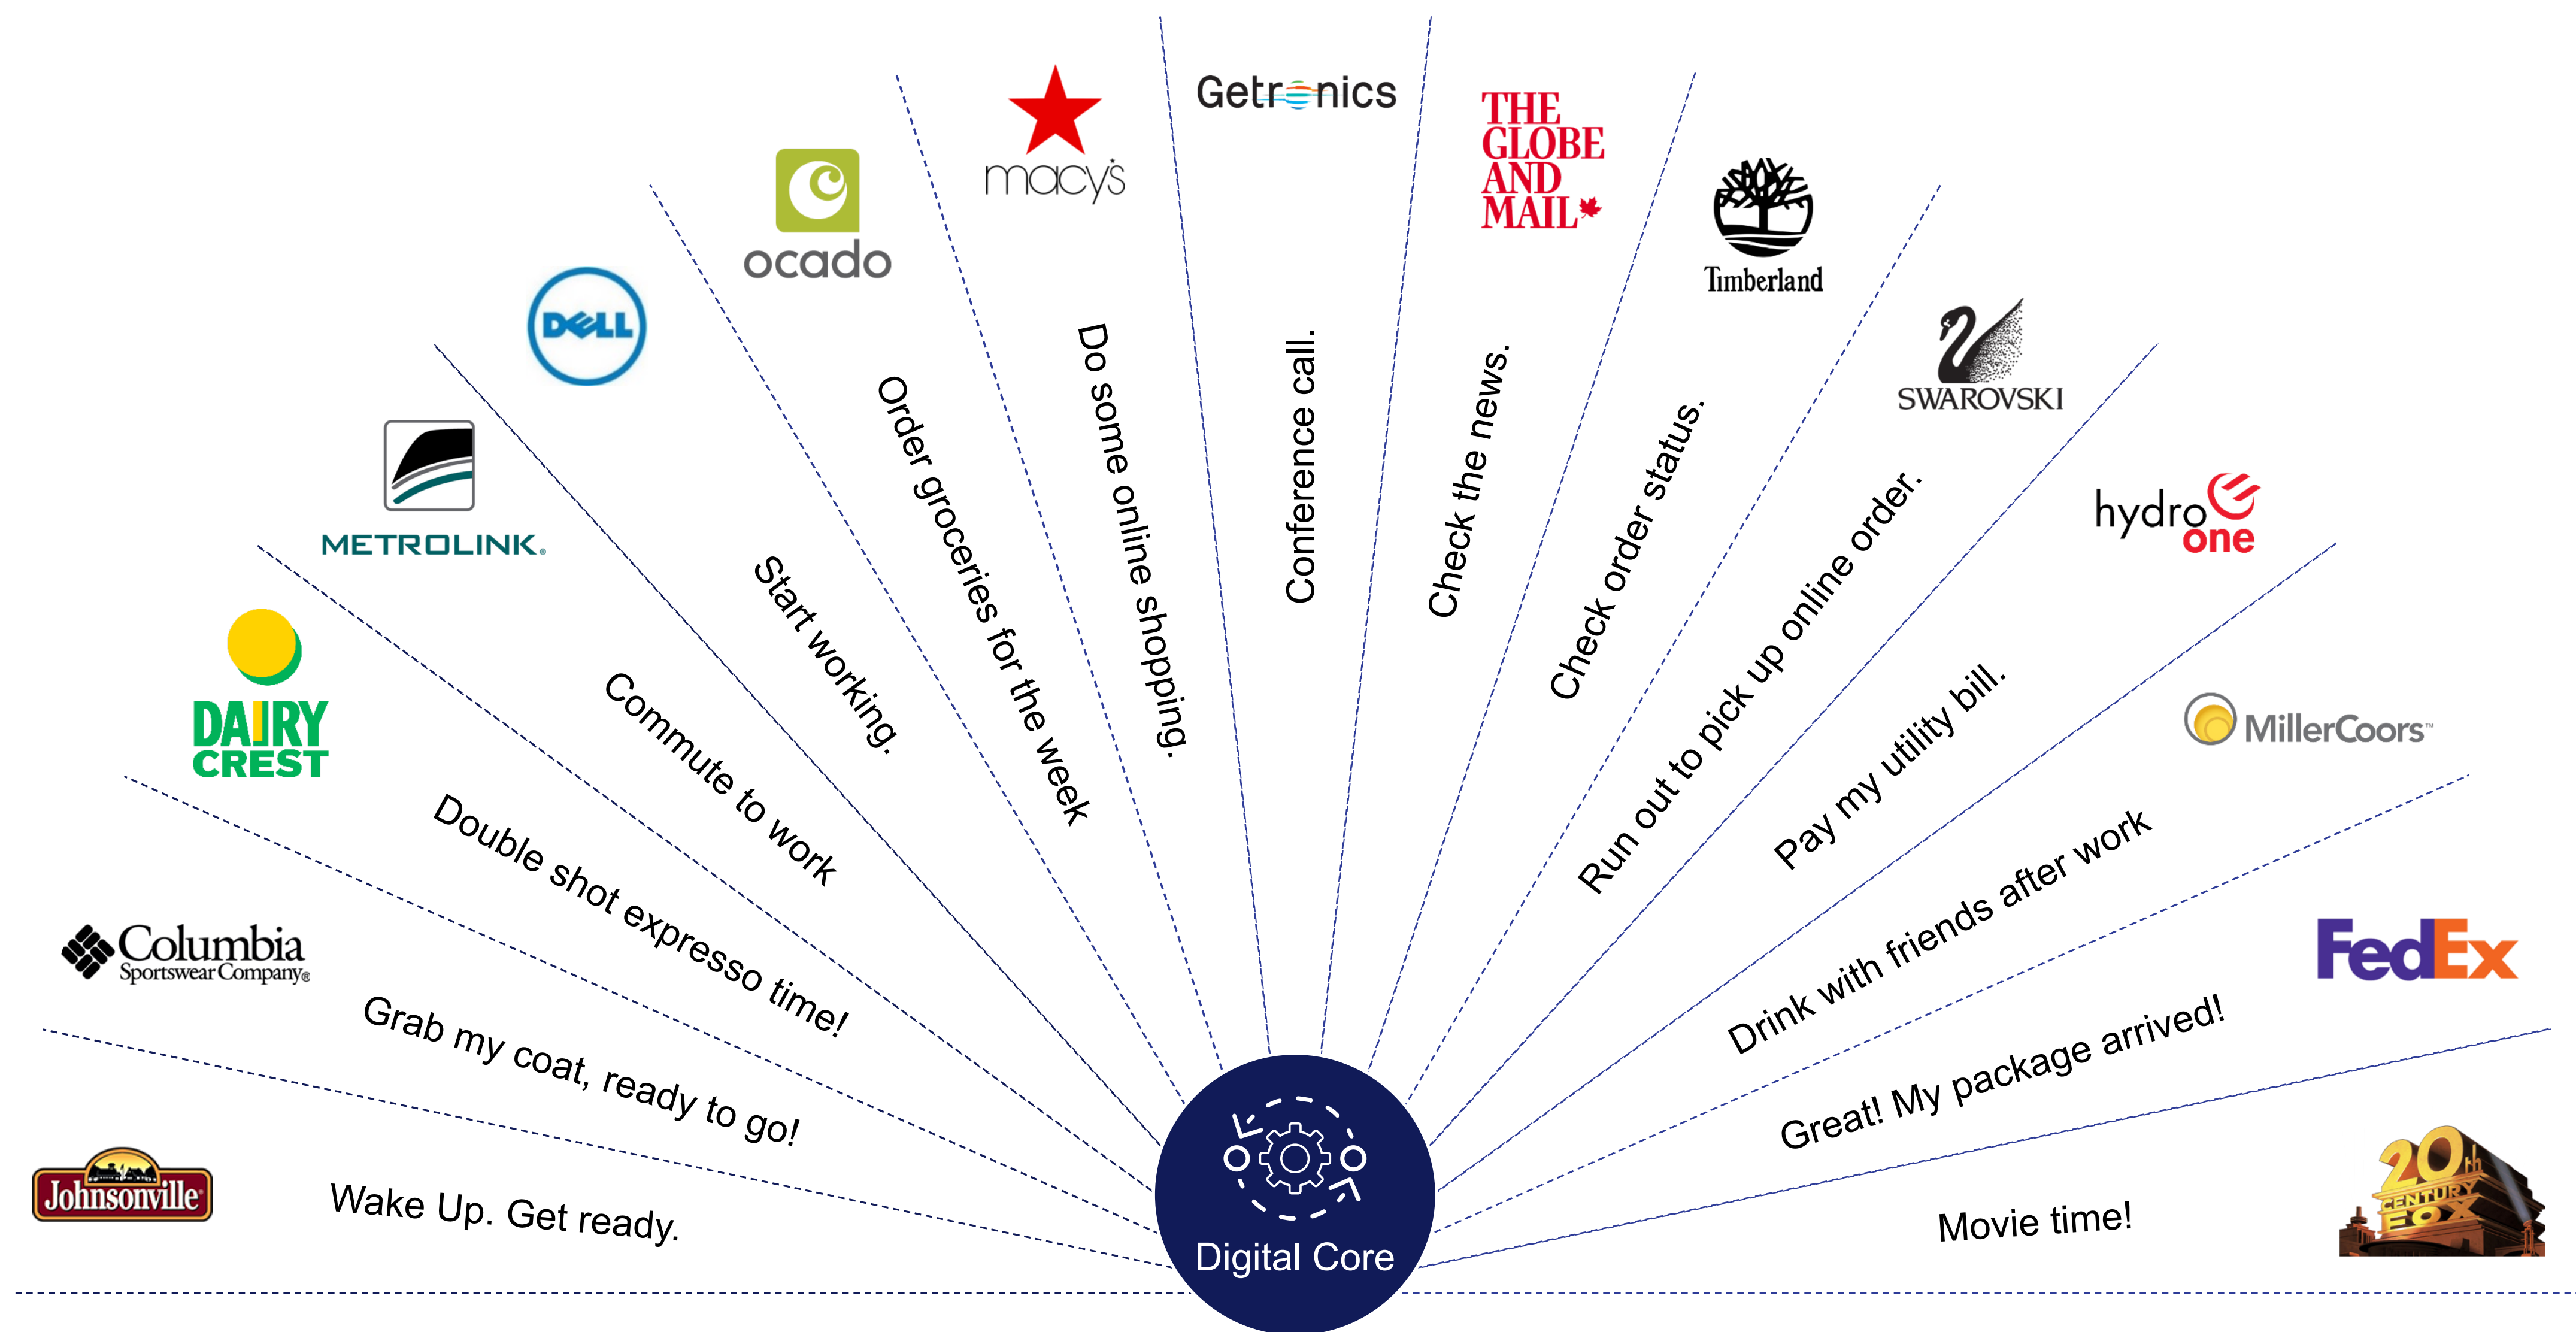 Johnsonville
Wake Up. Get ready.
Columbia
Sportswear Company®
Grab my coat, ready to go!
DAIRY
CREST
Double shot expresso time!
METROLINK®
Commute to work
DELL
Start working.
ocado
Order groceries for the week
macy's
Do some online shopping.
Getronics
Conference call.
THE
GLOBE
AND
MAIL
Check the news.
Timberland
Check order status.
SWAROVSKI
Run out to pick up online order.
hydro
one
Pay my utility bill.
MillerCoors™
Drink with friends after work
FedEx
Great! My package arrived!
20th
CENTURY
FOX
Movie time!
Digital Core